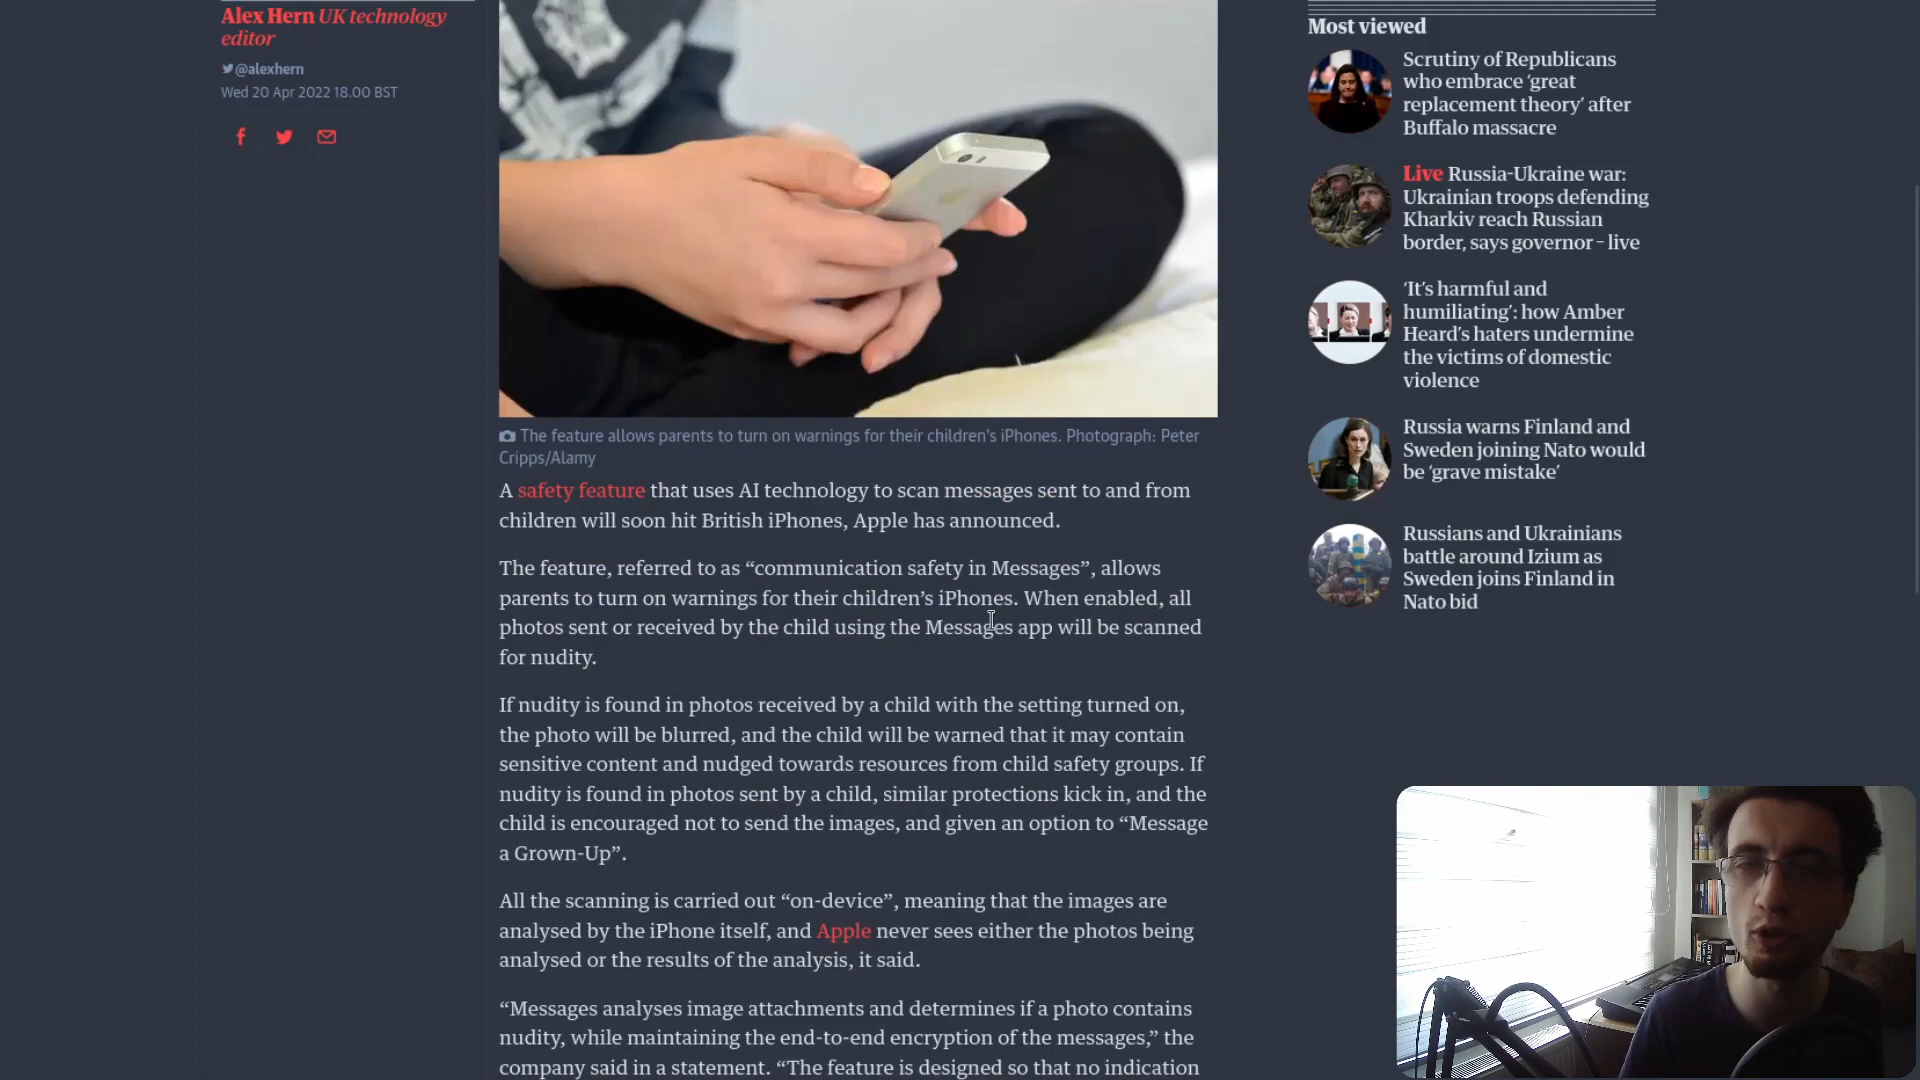 Alex Hern UK technology
editor
@alexhern
Wed 20 Apr 2022 18.00 BST
The feature allows parents to turn on warnings for their children’s iPhones. Photograph: Peter
Cripps/Alamy
A safety feature that uses AI technology to scan messages sent to and from
children will soon hit British iPhones, Apple has announced.
The feature, referred to as “communication safety in Messages”, allows
parents to turn on warnings for their children’s iPhones. When enabled, all
photos sent or received by the child using the Messages app will be scanned
for nudity.
If nudity is found in photos received by a child with the setting turned on,
the photo will be blurred, and the child will be warned that it may contain
sensitive content and nudged towards resources from child safety groups. If
nudity is found in photos sent by a child, similar protections kick in, and the
child is encouraged not to send the images, and given an option to “Message
a Grown-Up”.
All the scanning is carried out “on-device”, meaning that the images are
analysed by the iPhone itself, and Apple never sees either the photos being
analysed or the results of the analysis, it said.
“Messages analyses image attachments and determines if a photo contains
nudity, while maintaining the end-to-end encryption of the messages,” the
company said in a statement. “The feature is designed so that no indication
Most viewed
Scrutiny of Republicans
who embrace ‘great
replacement theory’ after
Buffalo massacre
Live Russia-Ukraine war:
Ukrainian troops defending
Kharkiv reach Russian
border, says governor – live
‘It’s harmful and
humiliating’: how Amber
Heard’s haters undermine
the victims of domestic
violence
Russia warns Finland and
Sweden joining Nato would
be ‘grave mistake’
Russians and Ukrainians
battle around Izium as
Sweden joins Finland in
Nato bid